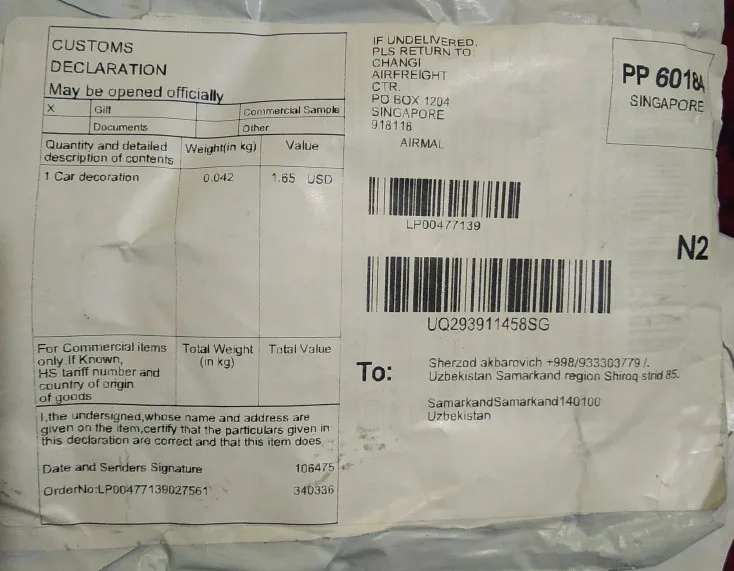 CUSTOMS
DECLARATION
May be opened officially
X Gift Commercial Sample
Documents Other
Quantity and detailed description of contents Weight(in kg) Value
1 Car decoration 0.042 1.65 USD
For Commercial items
only.If Known,
HS tariff number and
country of origin
of goods
Total Weight
(in kg)
Total Value
I,the undersigned,whose name and address are
given on the item,certify that the particulars given in
this declaration are correct and that this item does
Date and Senders Signature 106475
OrderNo:LP00477139027561 340336
IF UNDELIVERED,
PLS RETURN TO:
CHANGI
AIRFREIGHT
CTR.
PO BOX 1204
SINGAPORE
918118
AIRMAL
PP 6018A
SINGAPORE
LP00477139
N2
UQ293911458SG
To:
Sherzod akbarovich +998/933303779 /.
Uzbekistan Samarkand region Shiroq strid 85.
SamarkandSamarkand140100
Uzbekistan